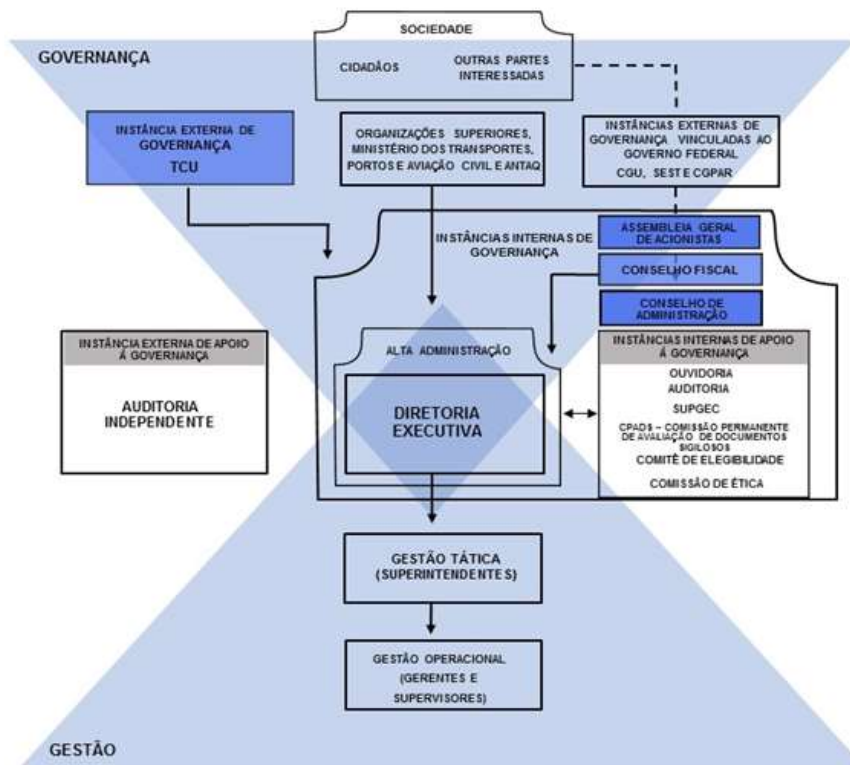 SOCIEDADE
GOVERNANÇA
CIDADÃOS
OUTRAS PARTES
INTERESSADAS
INSTÂNCIA EXTERNA DE
GOVERNANÇA
TCU
ORGANIZAÇÕES SUPERIORES,
MINISTÉRIO DOS TRANSPORTES,
PORTOS E AVIAÇÃO CIVIL E ANTAQ
INSTÂNCIAS EXTERNAS DE
GOVERNANÇA VINCULADAS AO
GOVERNO FEDERAL
CGU, SEST E CGPAR
INSTÂNCIAS INTERNAS DE
GOVERNANÇA
ASSEMBLEIA GERAL
DE ACIONISTAS
CONSELHO FISCAL
CONSELHO DE
ADMINISTRAÇÃO
INSTÂNCIA EXTERNA DE APOIO
Á GOVERNANÇA
AUDITORIA
INDEPENDENTE
ALTA ADMINISTRAÇÃO
DIRETORIA
EXECUTIVA
INSTÂNCIAS INTERNAS DE APOIO
Á GOVERNANÇA
OUVIDORIA
AUDITORIA
SUPGEC
CPADS – COMISSÃO PERMANENTE
DE AVALIAÇÃO DE DOCUMENTOS
SIGILOSOS
COMITÊ DE ELEGIBILIDADE
COMISSÃO DE ÉTICA
GESTÃO TÁTICA
(SUPERINTENDENTES)
GESTÃO OPERACIONAL
(GERENTES E
SUPERVISORES)
GESTÃO